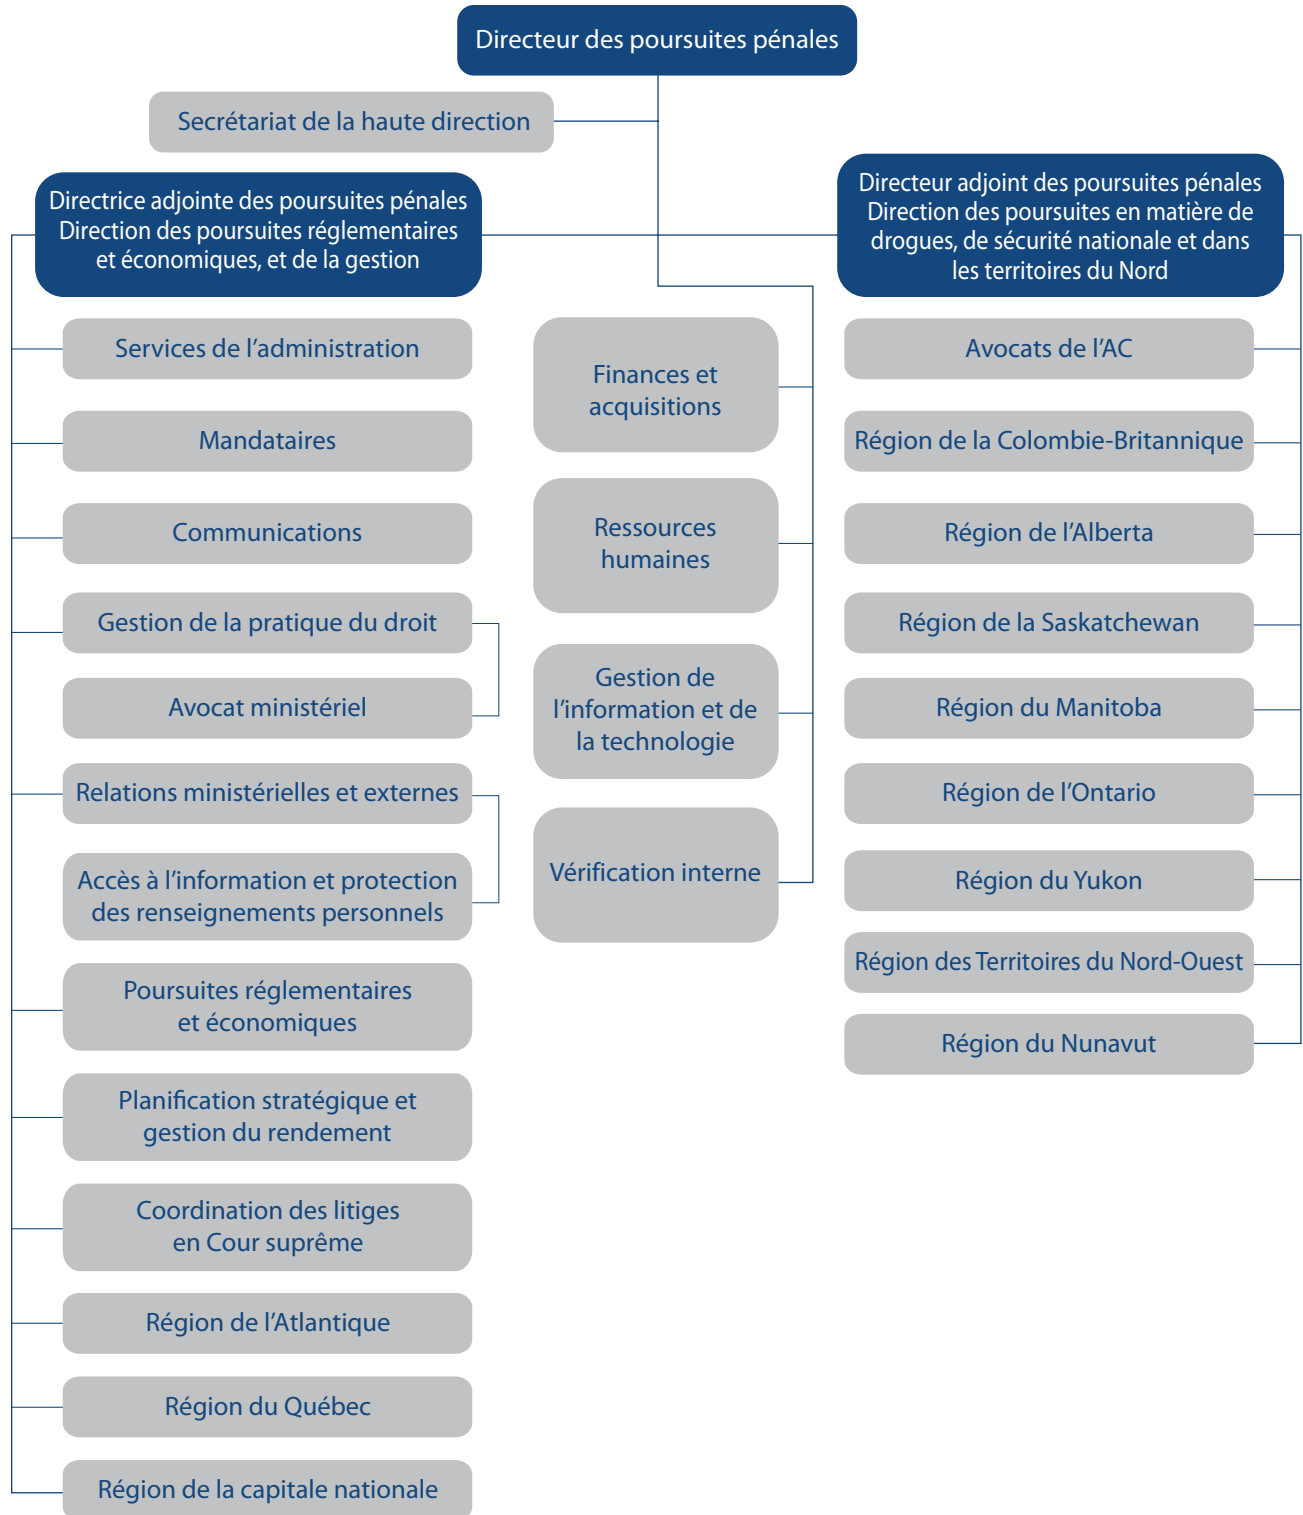 Directeur des poursuites pénales
Secrétariat de la haute direction
Directrice adjointe des poursuites pénales
Direction des poursuites réglementaires
et économiques, et de la gestion
Services de l’administration
Mandataires
Communications
Gestion de la pratique du droit
Avocat ministériel
Relations ministérielles et externes
Accès à l’information et protection
des renseignements personnels
Poursuites réglementaires
et économiques
Planification stratégique et
gestion du rendement
Coordination des litiges
en Cour suprême
Région de l’Atlantique
Région du Québec
Région de la capitale nationale
Finances et
acquisitions
Ressources
humaines
Gestion de
l’information et de
la technologie
Vérification interne
Directeur adjoint des poursuites pénales
Direction des poursuites en matière de
drogues, de sécurité nationale et dans
les territoires du Nord
Avocats de l’AC
Région de la Colombie-Britannique
Région de l’Alberta
Région de la Saskatchewan
Région du Manitoba
Région de l’Ontario
Région du Yukon
Région des Territoires du Nord-Ouest
Région du Nunavut